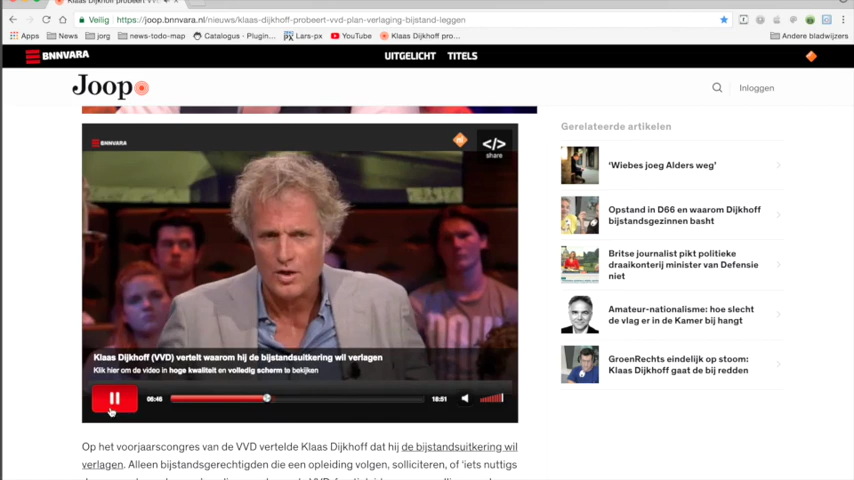 Klaas Dijkhoff probeert VVD
Veilig https://joop.bnnvara.nl/nieuws/klaas-dijkhoff-probeert-vvd-plan-verlaging-bijstand-leggen
Apps News jorg news-todo-map Catalogus - Plugin... Lars-px YouTube Klaas Dijkhoff pro... Andere bladwijzers
BNNVARA UITGELICHT TITELS
Joop Inloggen
BNNVARA
</>
share
Klaas Dijkhoff (VVD) vertelt waarom hij de bijstandsuitkering wil verlagen
Klik hier om de video in hoge kwaliteit en volledig scherm te bekijken
06:46 18:51
Op het voorjaarscongres van de VVD vertelde Klaas Dijkhoff dat hij de bijstandsuitkering wil
verlagen. Alleen bijstandsgerechtigden die een opleiding volgen, solliciteren, of 'iets nuttigs
Gerelateerde artikelen
'Wiebes joeg Alders weg'
Opstand in D66 en waarom Dijkhoff
bijstandsgezinnen basht
Britse journalist pikt politieke
draaikonterij minister van Defensie
niet
Amateur-nationalisme: hoe slecht
de vlag er in de Kamer bij hangt
GroenRechts eindelijk op stoom:
Klaas Dijkhoff gaat de bij redden